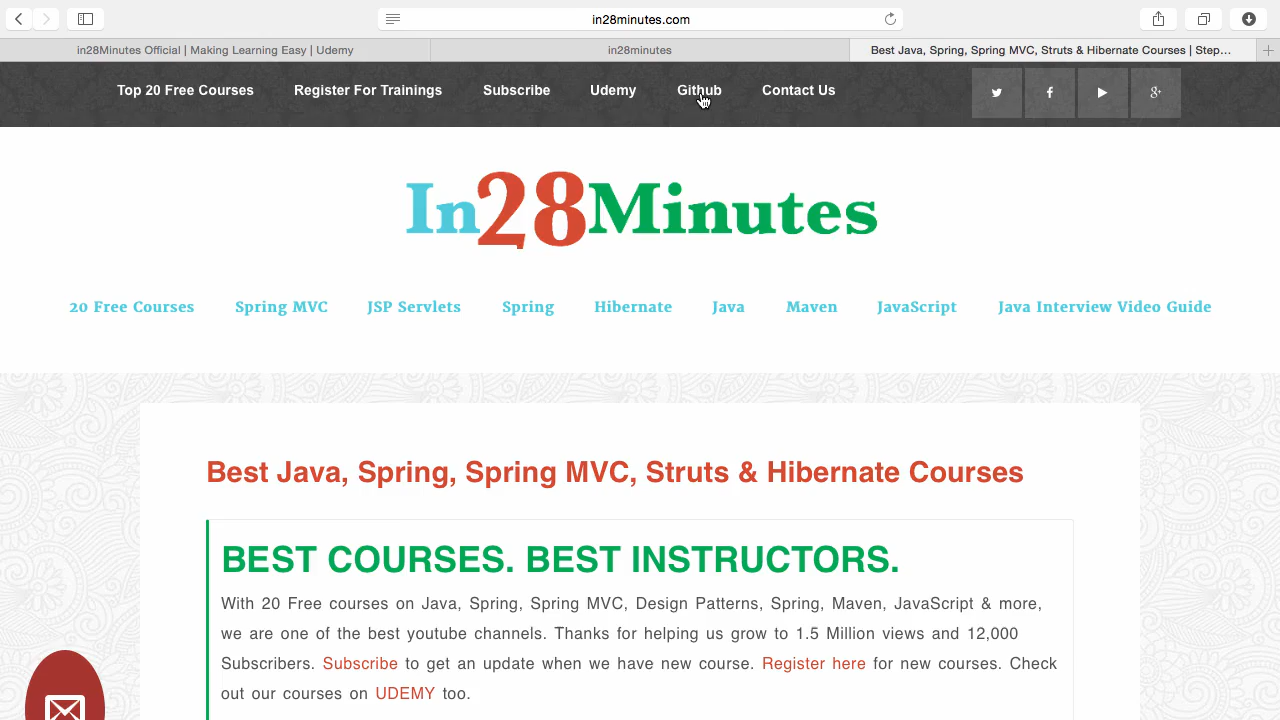 in28minutes.com
in28Minutes Official | Making Learning Easy | Udemy
in28minutes
Best Java, Spring, Spring MVC, Struts & Hibernate Courses | Step...
Top 20 Free Courses Register For Trainings Subscribe Udemy Github Contact Us
In28Minutes
20 Free Courses Spring MVC JSP Servlets Spring Hibernate Java Maven JavaScript Java Interview Video Guide
Best Java, Spring, Spring MVC, Struts & Hibernate Courses
BEST COURSES. BEST INSTRUCTORS.
With 20 Free courses on Java, Spring, Spring MVC, Design Patterns, Spring, Maven, JavaScript & more,
we are one of the best youtube channels. Thanks for helping us grow to 1.5 Million views and 12,000
Subscribers. Subscribe to get an update when we have new course. Register here for new courses. Check
out our courses on UDEMY too.